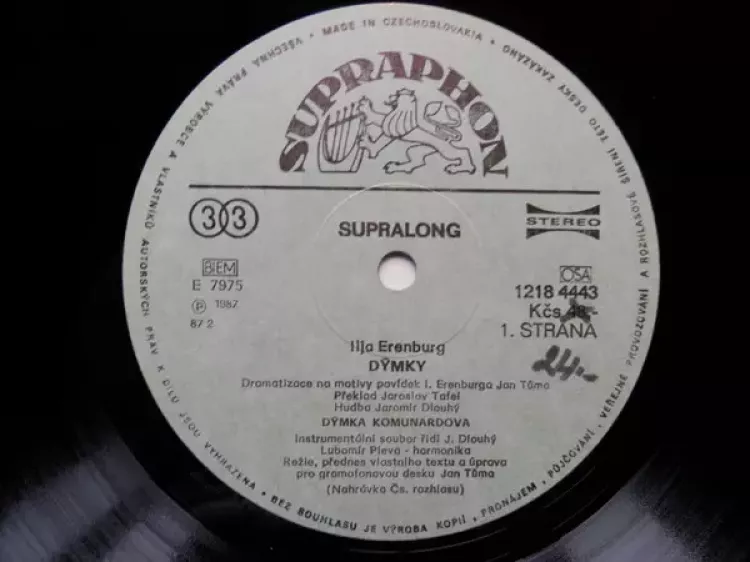 MADE IN CZECHOSLOVAKIA • VŠECHNA PRÁVA VÝROBCE A VLASTNÍKŮ AUTORSKÝCH PRÁV K DÍLU JSOU VYHRAZENA • BEZ SOUHLASU JE VÝROBA KOPIÍ, PRONÁJEM, PŮJČOVÁNÍ, VEŘEJNÉ PROVOZOVÁNÍ A ROZHLASOVÉ ŠÍŘENÍ TÉTO DESKY ZAKÁZÁNO •
SUPRAPHON
33
SUPRALONG
STEREO
BIEM
E 7975
Ⓟ 1987
87 2
OSA
1218 4443
Kčs 48,-
1. STRANA
24.-
Ilja Erenburg
DÝMKY
Dramatizace na motivy povídek I. Erenburga Jan Tůma
Překlad Jaroslav Tafel
Hudba Jaromír Dlouhý
DÝMKA KOMUNARDOVA
Instrumentální soubor řídí J. Dlouhý
Lubomír Pleva - harmonika
Režie, přednes vlastního textu a úprava
pro gramofonovou desku Jan Tůma
(Nahrávka Čs. rozhlasu)